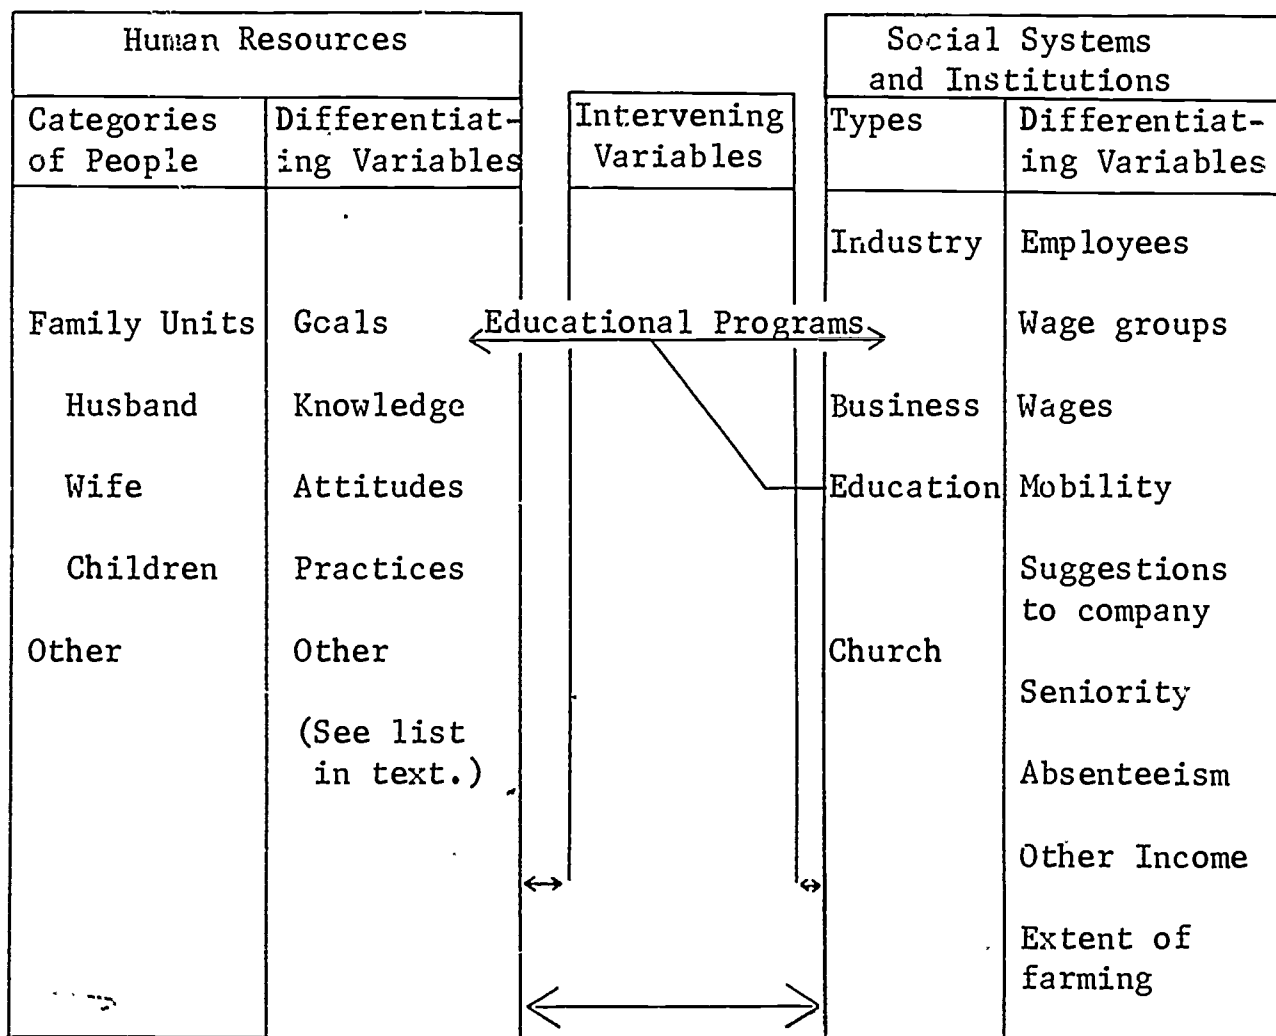 Human Resources
Categories
of People
Differentiat-
ing Variables
Family Units
Husband
Wife
Children
Other
Goals
Knowledge
Attitudes
Practices
Other
(See list
in text.)
Intervening
Variables
Educational Programs
Social Systems
and Institutions
Types
Differentiat-
ing Variables
Industry
Business
Education
Church
Employees
Wage groups
Wages
Mobility
Suggestions
to company
Seniority
Absenteeism
Other Income
Extent of
farming